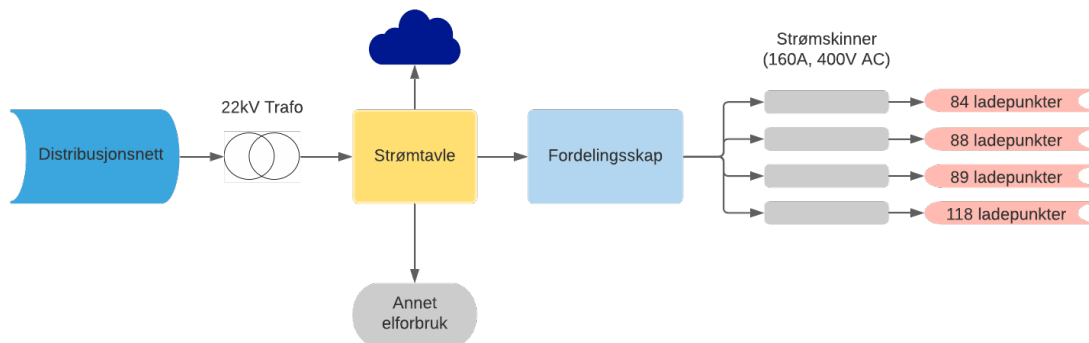 Strømskinner
(160A, 400V AC)
22kV Trafo
84 ladepunkter
88 ladepunkter
Distribusjonsnett
Strømtavle
Fordelingsskap
89 ladepunkter
118 ladepunkter
Annet
elforbruk